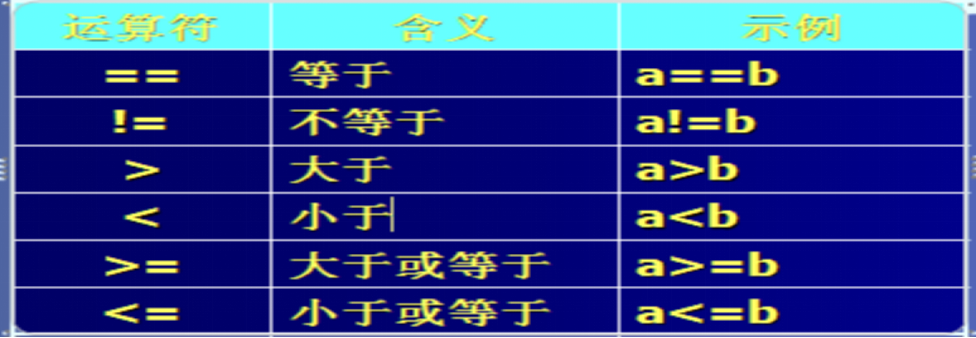 运算符 含义 示例
== 等于 a==b
!= 不等于 a!=b
> 大于 a>b
< 小于 a<b
>= 大于或等于 a>=b
<= 小于或等于 a<=b